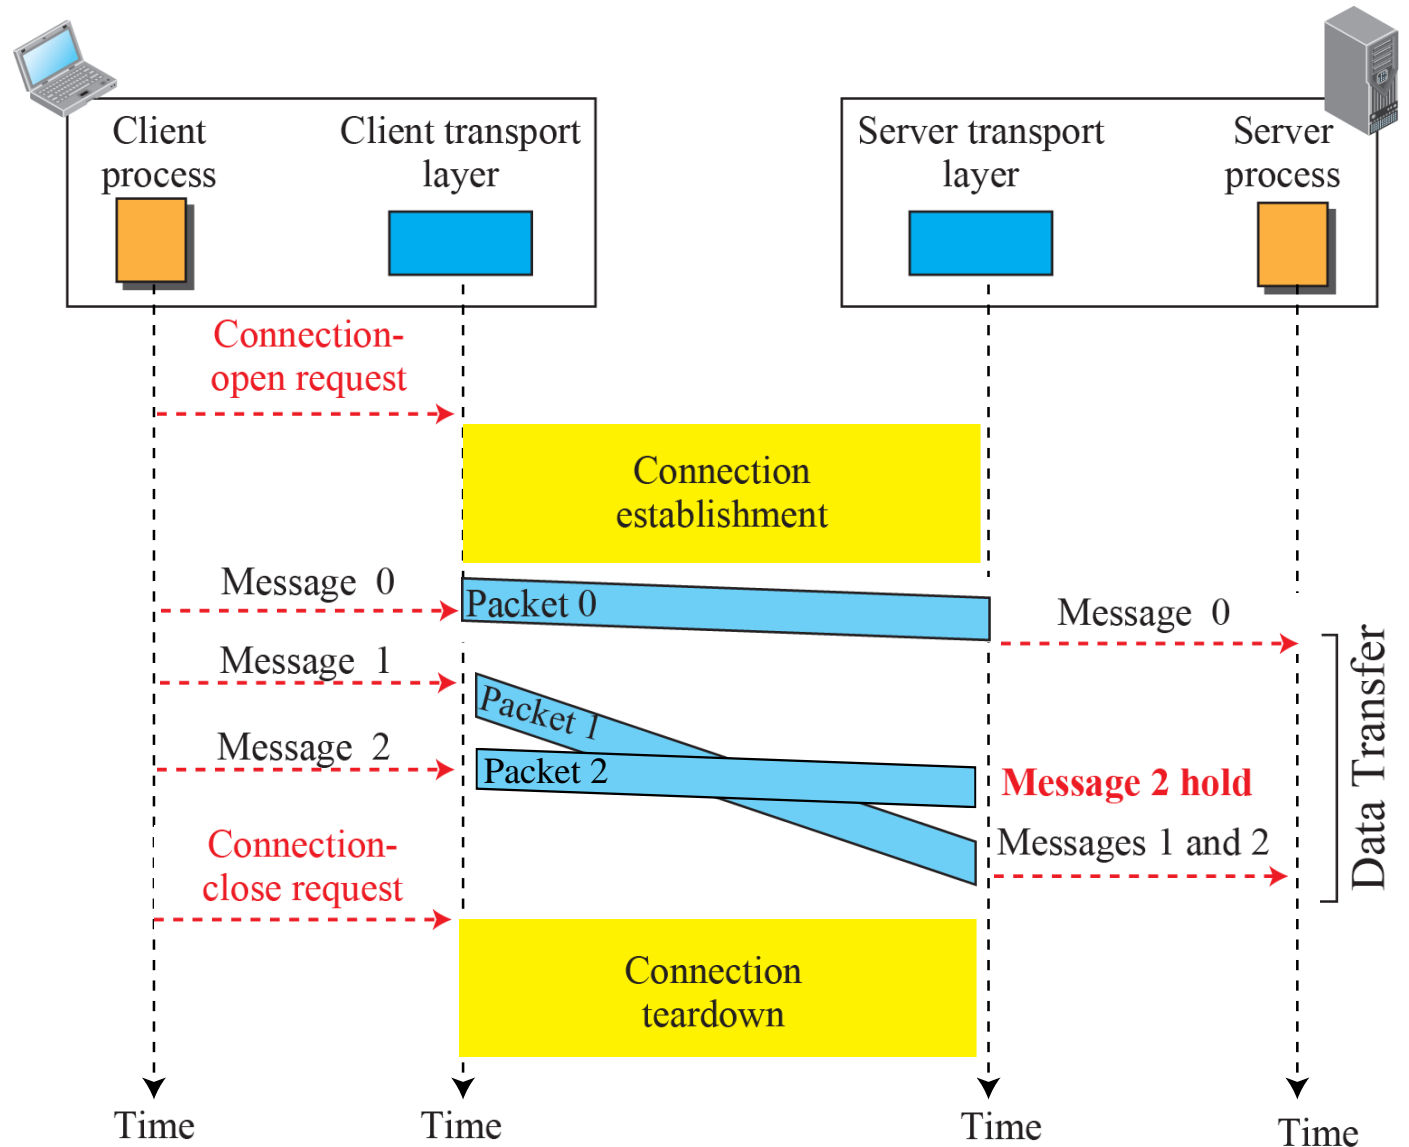 Client
process
Client transport
layer
Server transport
layer
Server
process
Connection-
open request
Connection
establishment
Message 0
Packet 0
Message 0
Message 1
Packet 1
Message 2
Packet 2
Message 2 hold
Messages 1 and 2
Data Transfer
Connection-
close request
Connection
teardown
Time
Time
Time
Time